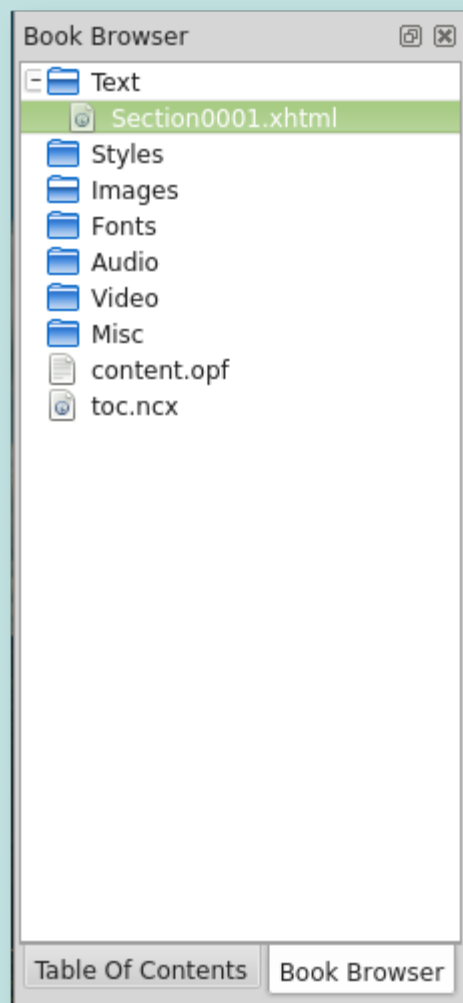 Book Browser
Text
Section0001.xhtml
Styles
Images
Fonts
Audio
Video
Misc
content.opf
toc.ncx
Table Of Contents
Book Browser